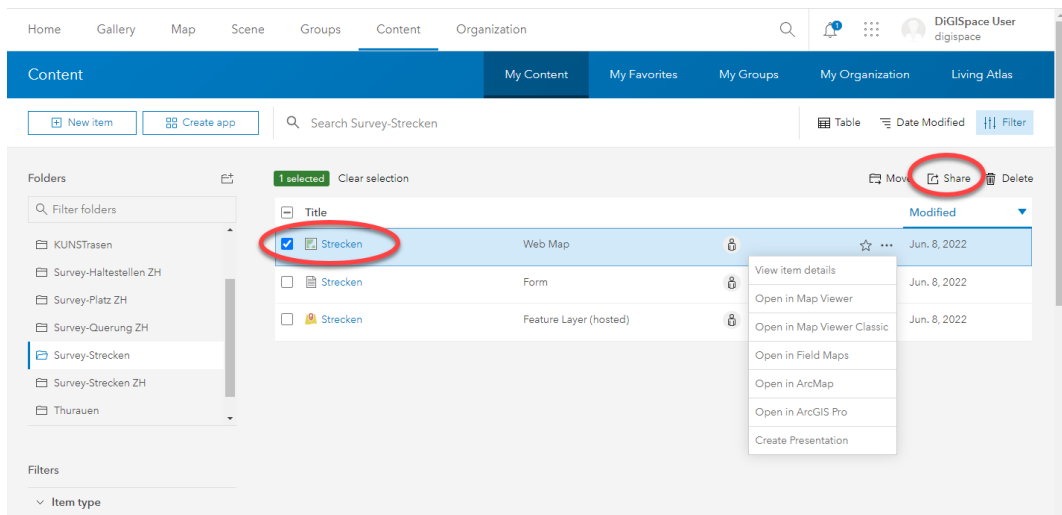 Home Gallery Map Scene Groups Content Organization 1 DiGISpace User
digispace
Content My Content My Favorites My Groups My Organization Living Atlas
New item Create app Search Survey-Strecken Table Date Modified Filter
Folders 1 selected Clear selection Move Share Delete
Filter folders Title Modified
KUNSTrasen Strecken Web Map Jun. 8, 2022
Survey-Haltestellen ZH View item details
Strecken Form Jun. 8, 2022
Survey-Platz ZH Open in Map Viewer
Survey-Querung ZH Strecken Feature Layer (hosted) Open in Map Viewer Classic Jun. 8, 2022
Survey-Strecken Open in Field Maps
Survey-Strecken ZH Open in ArcMap
Thurauen Open in ArcGIS Pro
Create Presentation
Filters
Item type